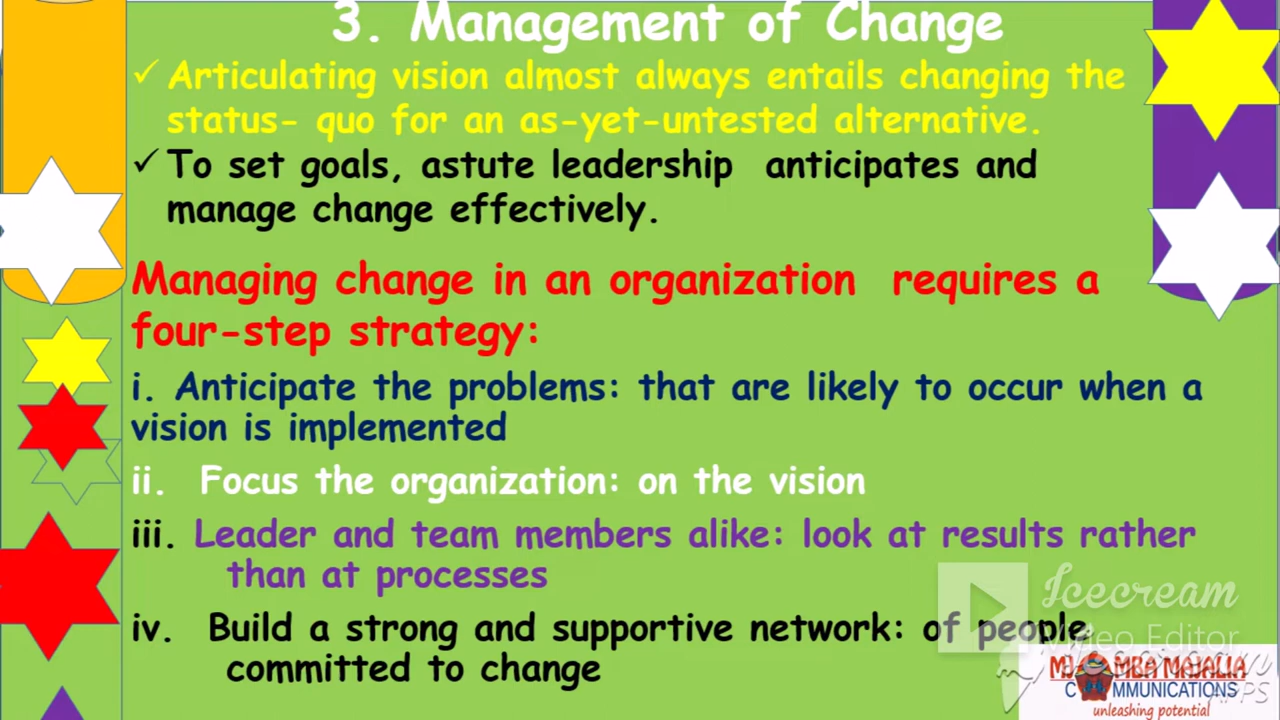 3. Management of Change
✓ Articulating vision almost always entails changing the
status- quo for an as-yet-untested alternative.
✓ To set goals, astute leadership anticipates and
manage change effectively.
Managing change in an organization requires a
four-step strategy:
i. Anticipate the problems: that are likely to occur when a
vision is implemented
ii. Focus the organization: on the vision
iii. Leader and team members alike: look at results rather
than at processes
iv. Build a strong and supportive network: of people
committed to change
Icecream
Video Editor
MBA MAJALIA
COMMUNICATIONS
APPS
unleashing potential